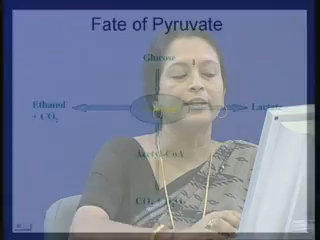 Fate of Pyruvate
Glucose
Ethanol
+ CO₂
Lactate
Acetyl-CoA